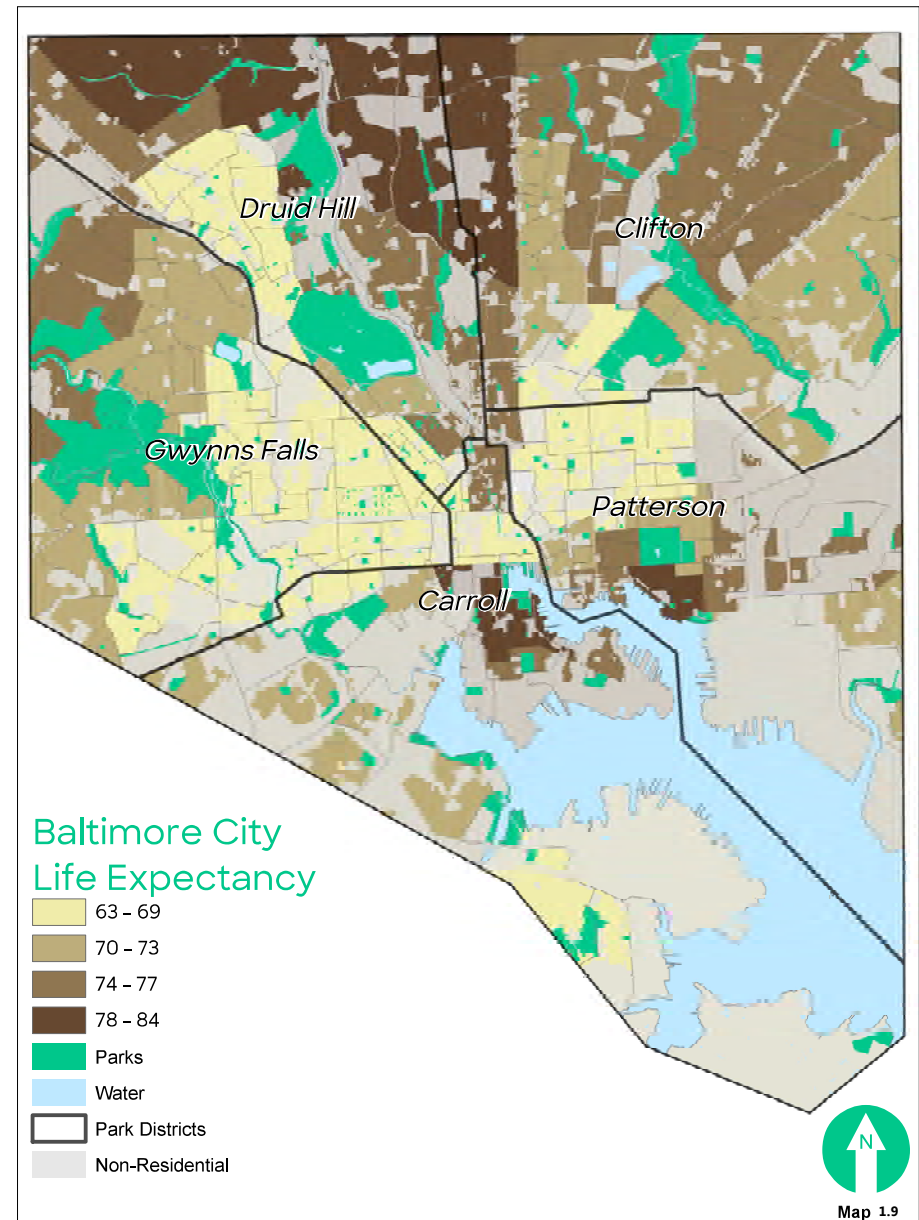 Druid Hill
Clifton
Gwynns Falls
Patterson
Carroll
Baltimore City
Life Expectancy
63 – 69
70 – 73
74 – 77
78 – 84
Parks
Water
Park Districts
Non-Residential
N
Map 1.9